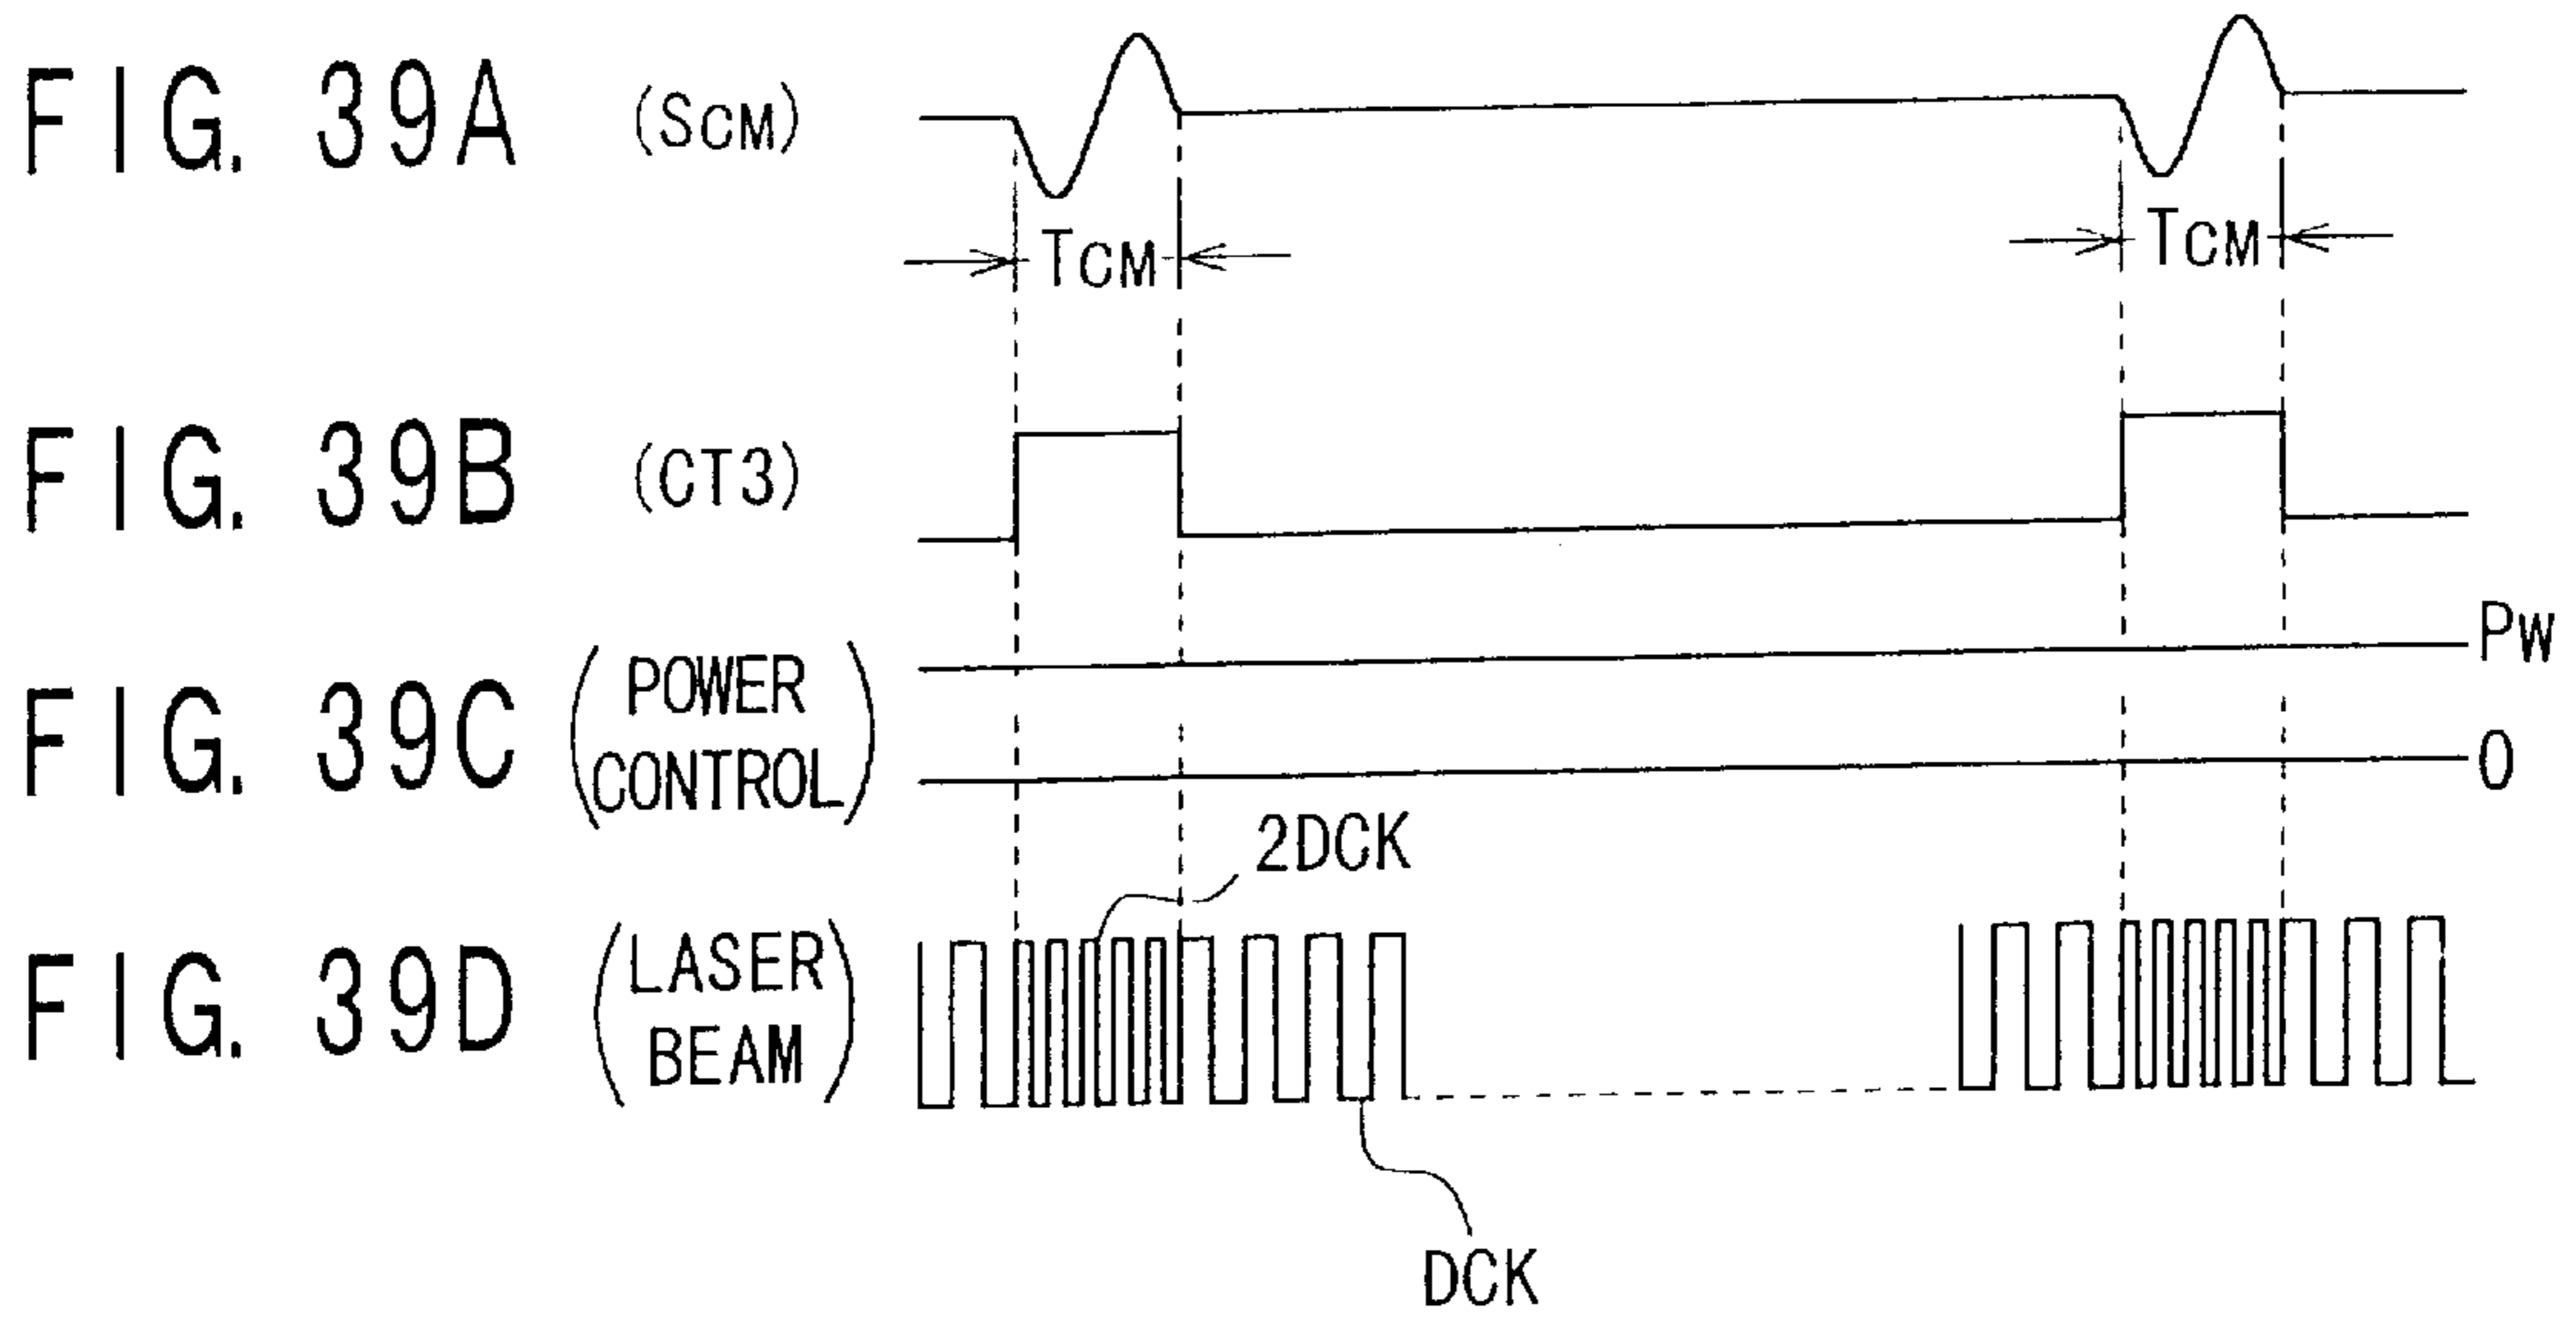 FIG. 39A (SCM)
TCM TCM
FIG. 39B (CT3)
PW
FIG. 39C (POWER CONTROL)
0
2DCK
FIG. 39D (LASER BEAM)
DCK